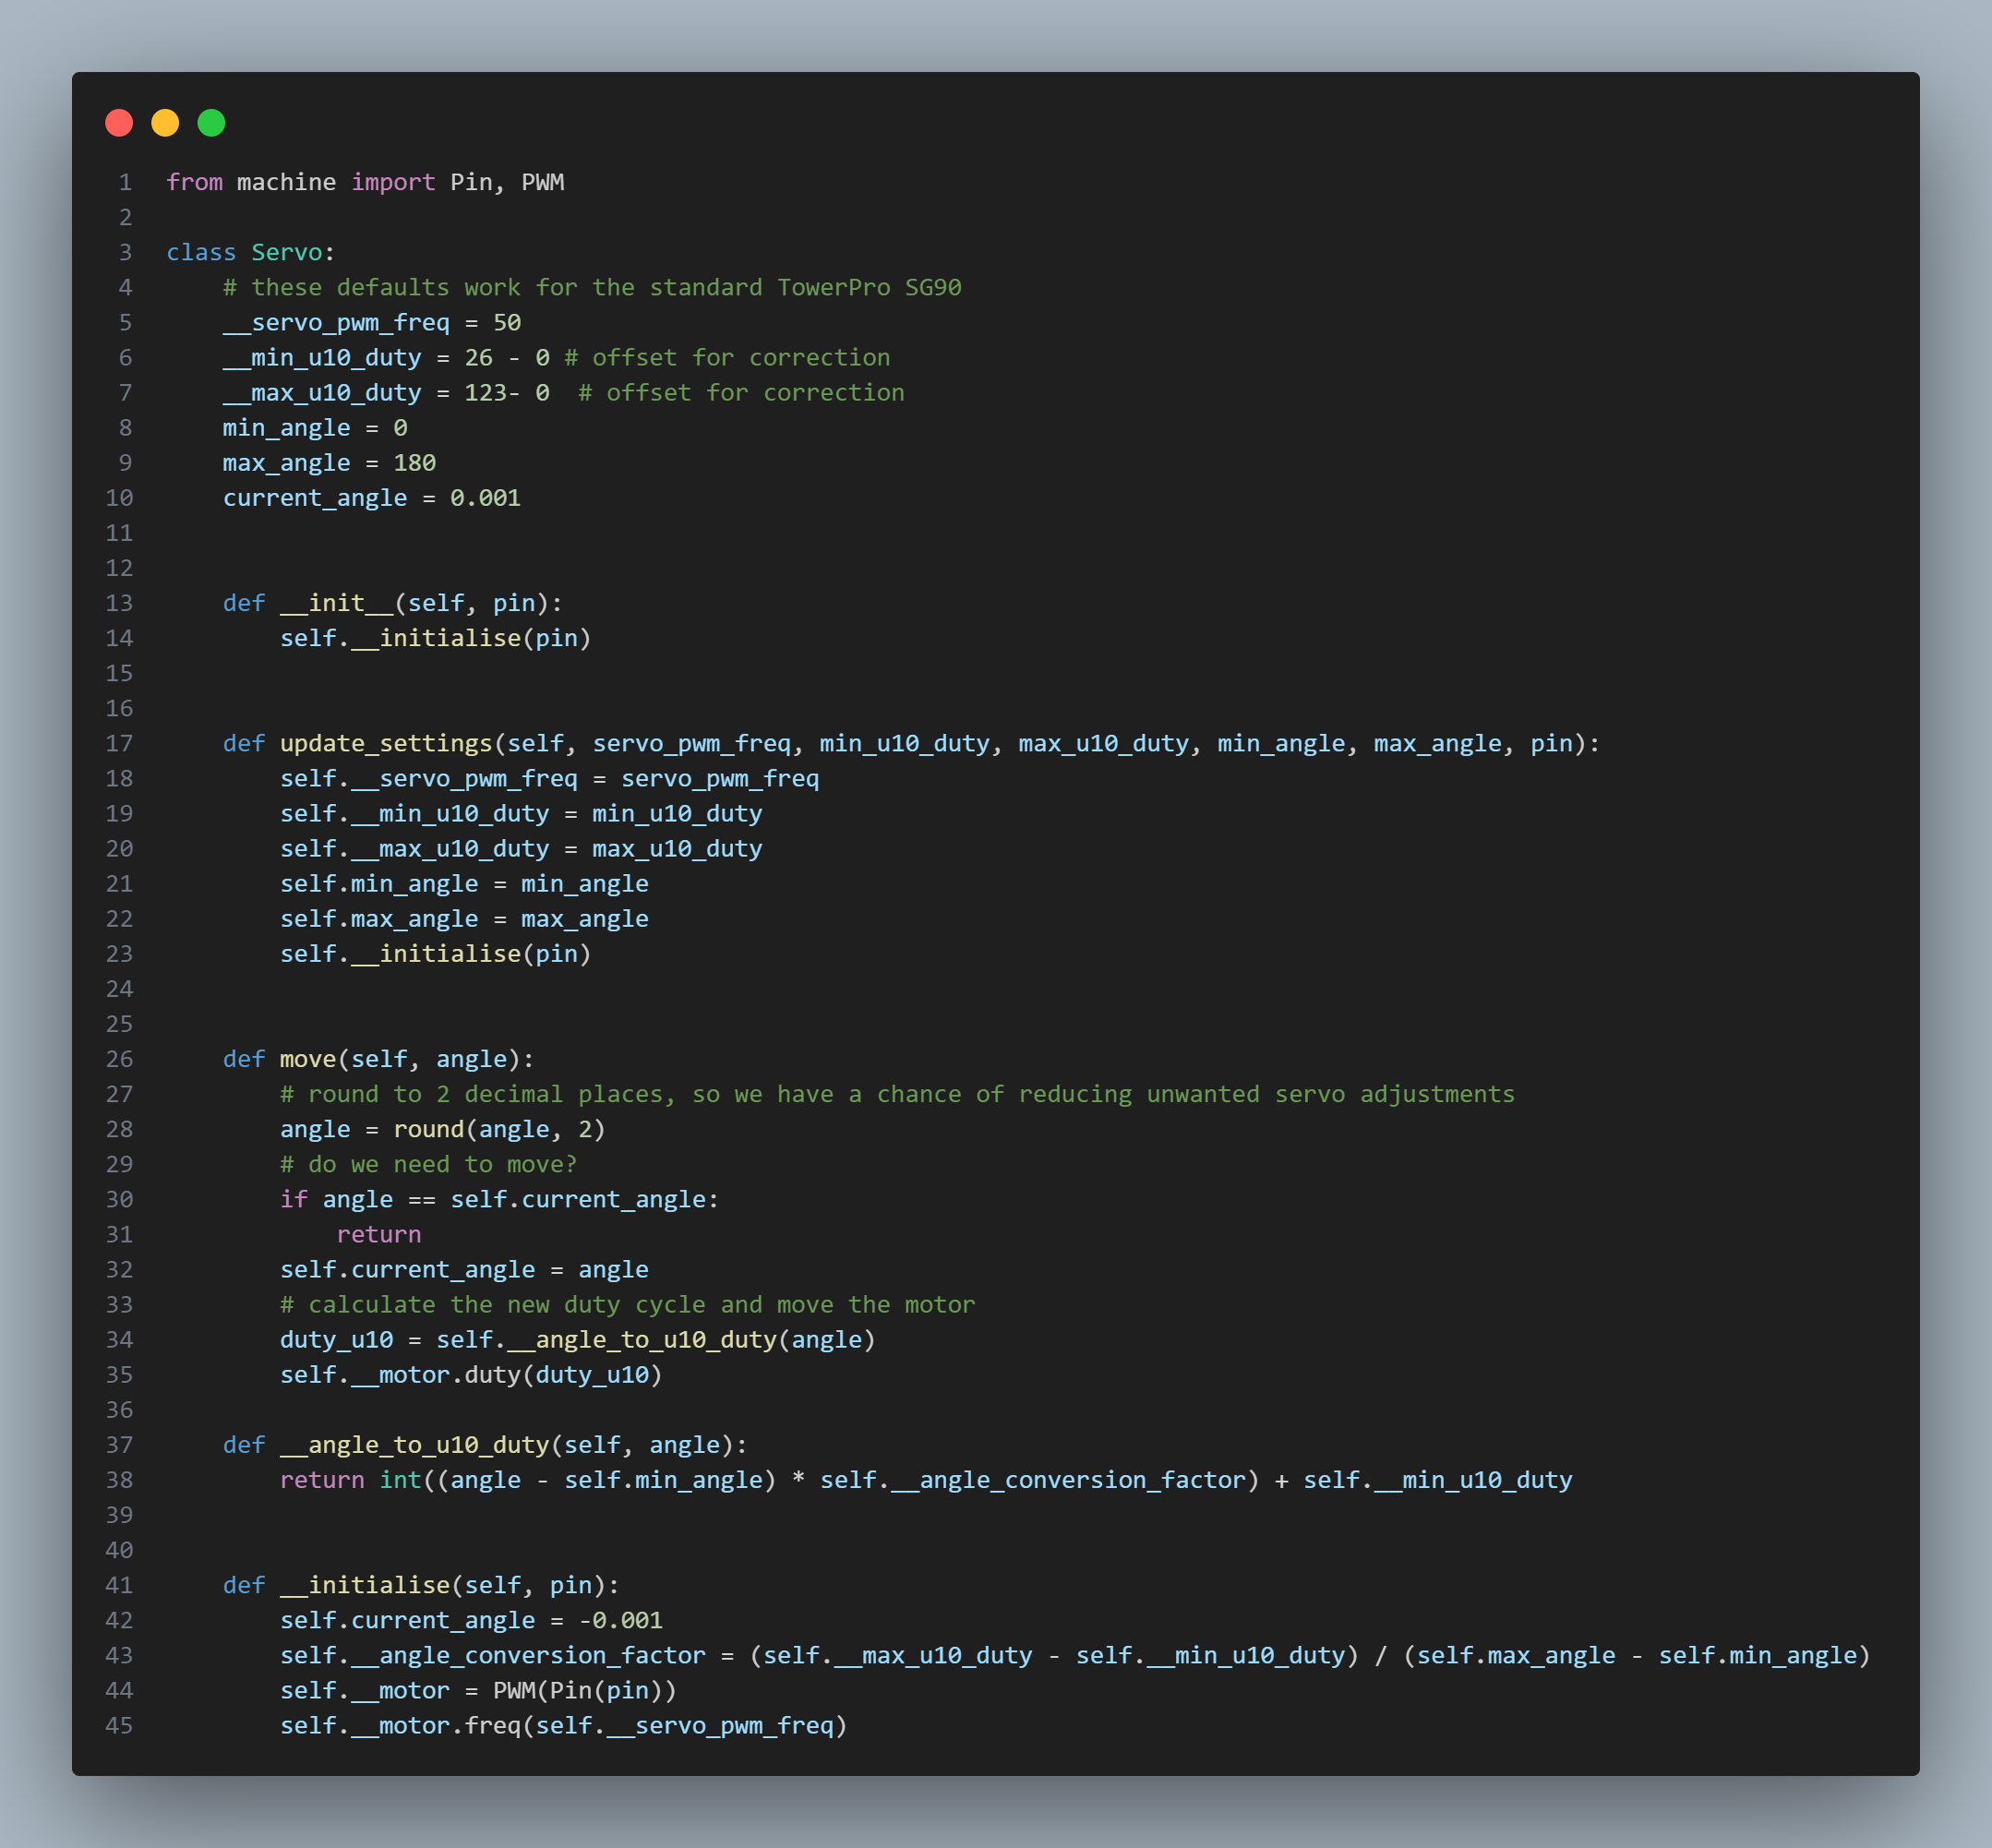 1 from machine import Pin, PWM
2
3 class Servo:
4     # these defaults work for the standard TowerPro SG90
5     __servo_pwm_freq = 50
6     __min_u10_duty = 26 - 0 # offset for correction
7     __max_u10_duty = 123- 0  # offset for correction
8     min_angle = 0
9     max_angle = 180
10     current_angle = 0.001
11
12
13     def __init__(self, pin):
14         self.__initialise(pin)
15
16
17     def update_settings(self, servo_pwm_freq, min_u10_duty, max_u10_duty, min_angle, max_angle, pin):
18         self.__servo_pwm_freq = servo_pwm_freq
19         self.__min_u10_duty = min_u10_duty
20         self.__max_u10_duty = max_u10_duty
21         self.min_angle = min_angle
22         self.max_angle = max_angle
23         self.__initialise(pin)
24
25
26     def move(self, angle):
27         # round to 2 decimal places, so we have a chance of reducing unwanted servo adjustments
28         angle = round(angle, 2)
29         # do we need to move?
30         if angle == self.current_angle:
31             return
32         self.current_angle = angle
33         # calculate the new duty cycle and move the motor
34         duty_u10 = self.__angle_to_u10_duty(angle)
35         self.__motor.duty(duty_u10)
36
37     def __angle_to_u10_duty(self, angle):
38         return int((angle - self.min_angle) * self.__angle_conversion_factor) + self.__min_u10_duty
39
40
41     def __initialise(self, pin):
42         self.current_angle = -0.001
43         self.__angle_conversion_factor = (self.__max_u10_duty - self.__min_u10_duty) / (self.max_angle - self.min_angle)
44         self.__motor = PWM(Pin(pin))
45         self.__motor.freq(self.__servo_pwm_freq)